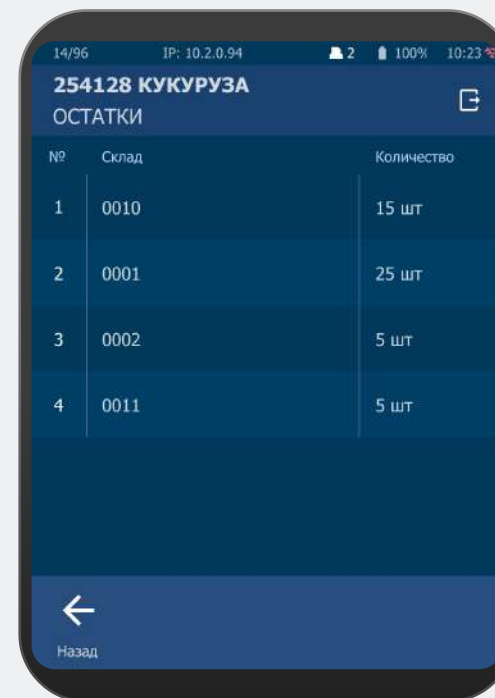 14/96 IP: 10.2.0.94 2 100% 10:23
254128 КУКУРУЗА
ОСТАТКИ
№ Склад Количество
1 0010 15 шт
2 0001 25 шт
3 0002 5 шт
4 0011 5 шт
Назад